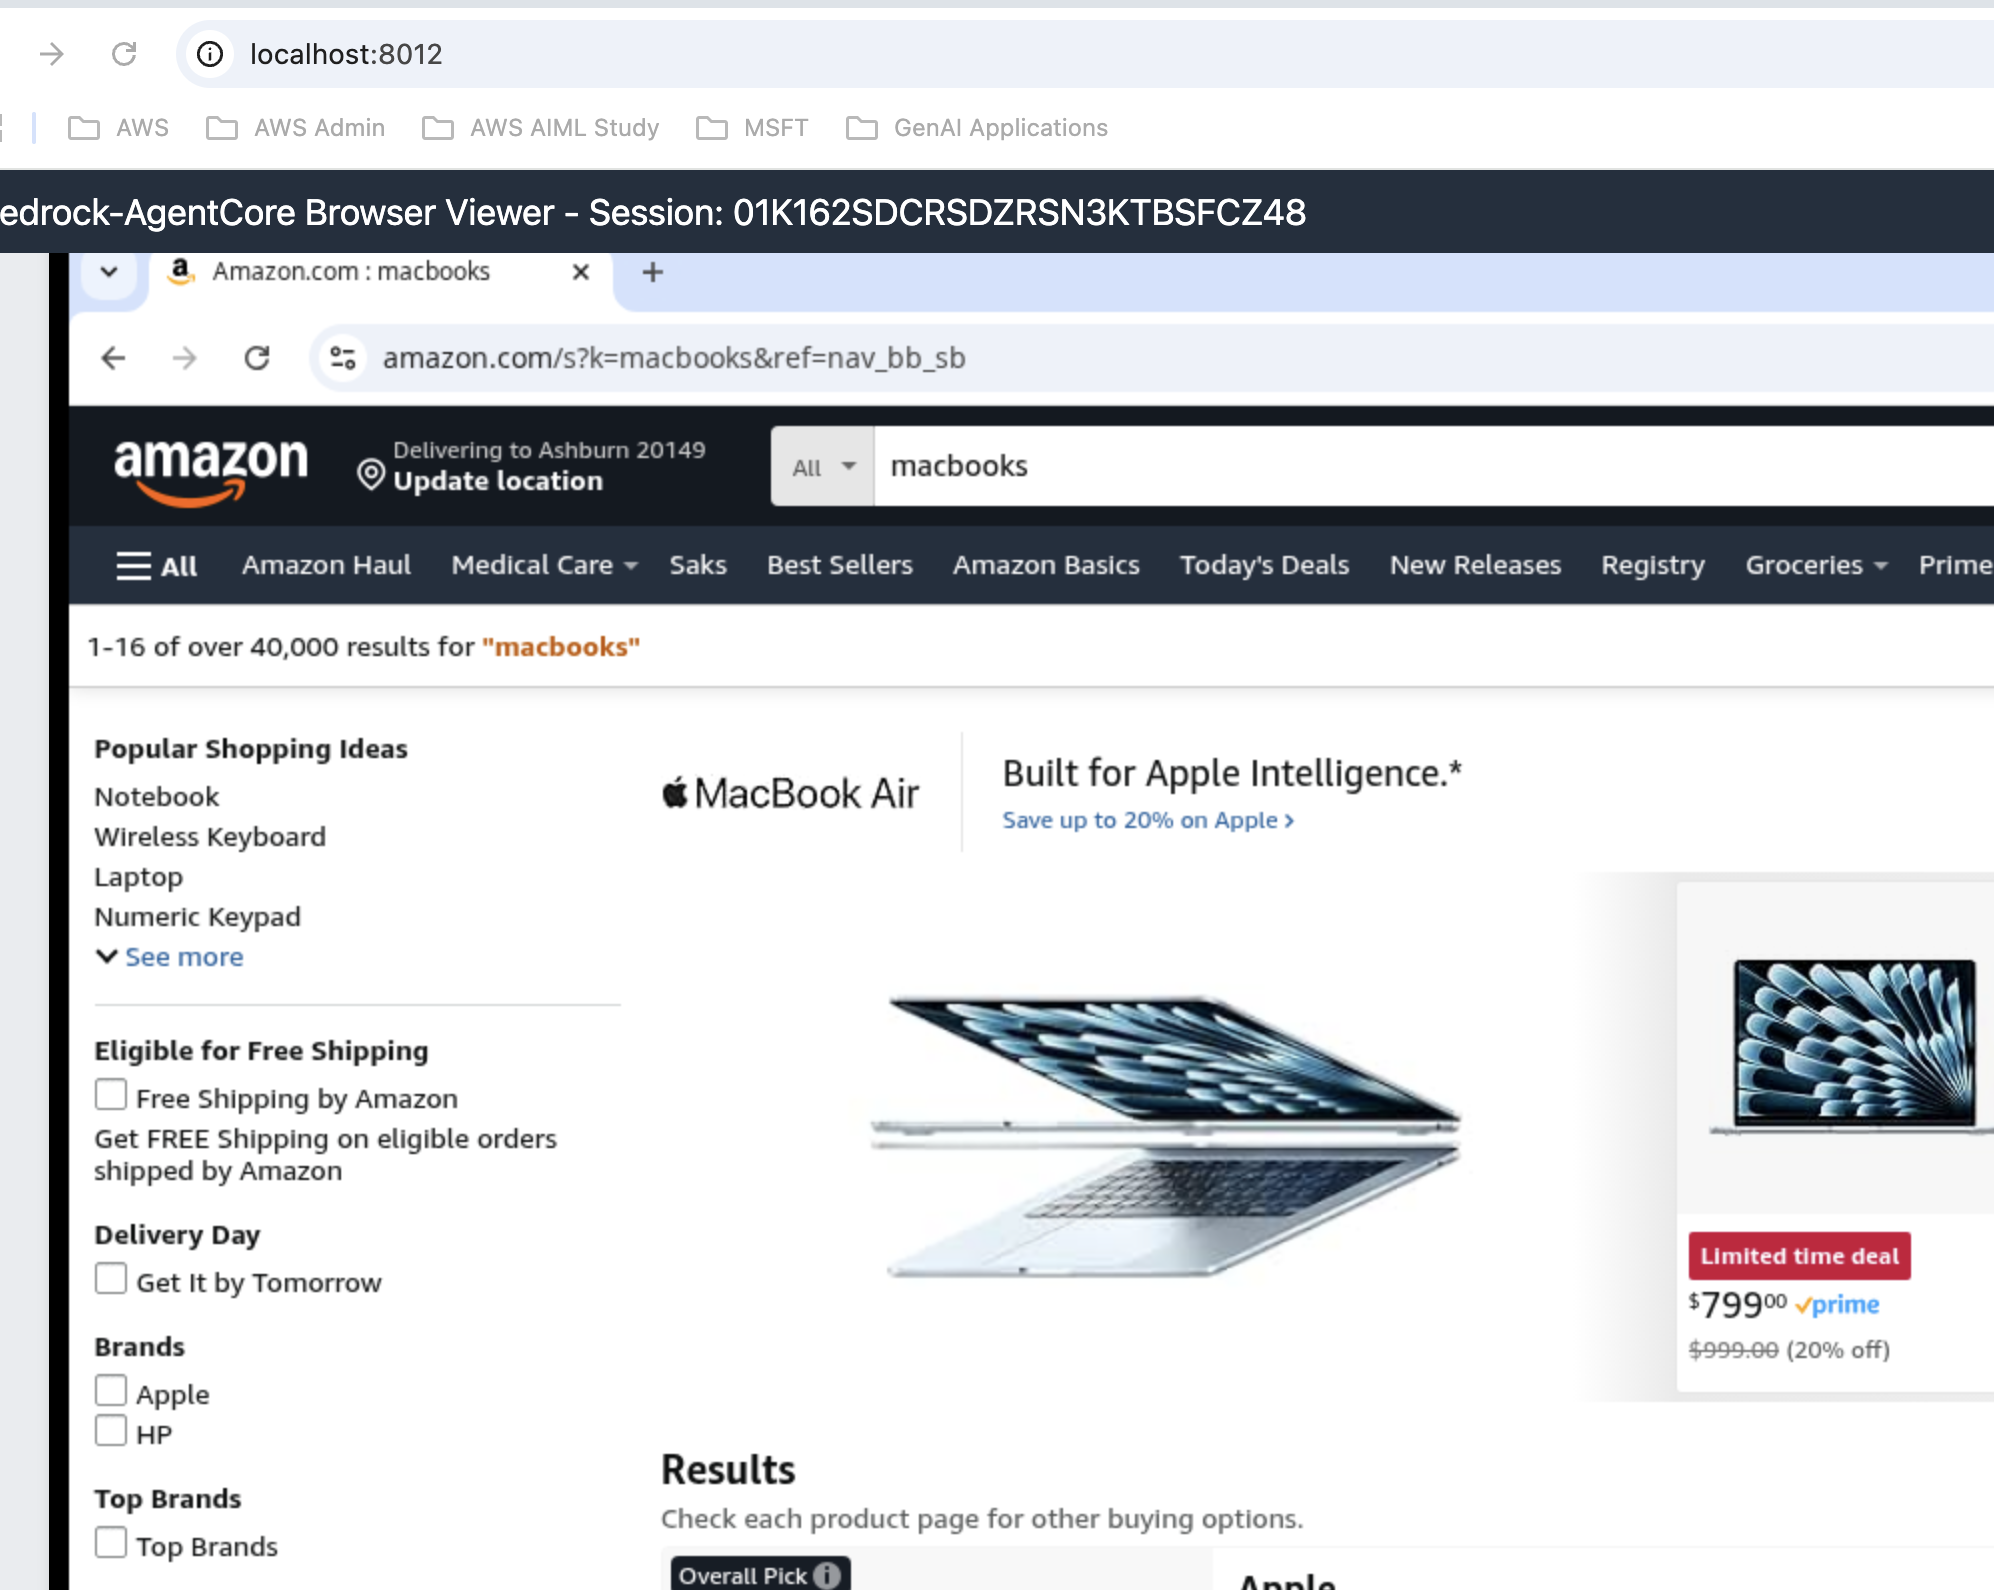 localhost:8012
AWS
AWS Admin
AWS AIML Study
MSFT
GenAI Applications
edrock-AgentCore Browser Viewer - Session: 01K162SDCRSDZRSN3KTBSFCZ48
Amazon.com : macbooks
amazon.com/s?k=macbooks&ref=nav_bb_sb
amazon
Delivering to Ashburn 20149
Update location
All
macbooks
All
Amazon Haul
Medical Care
Saks
Best Sellers
Amazon Basics
Today's Deals
New Releases
Registry
Groceries
Prime
1-16 of over 40,000 results for "macbooks"
Popular Shopping Ideas
Notebook
Wireless Keyboard
Laptop
Numeric Keypad
See more
Eligible for Free Shipping
Free Shipping by Amazon
Get FREE Shipping on eligible orders
shipped by Amazon
Delivery Day
Get It by Tomorrow
Brands
Apple
HP
Top Brands
Top Brands
MacBook Air
Built for Apple Intelligence.*
Save up to 20% on Apple ›
Limited time deal
$79900 prime
$999.00 (20% off)
Results
Check each product page for other buying options.
Overall Pick
Apple